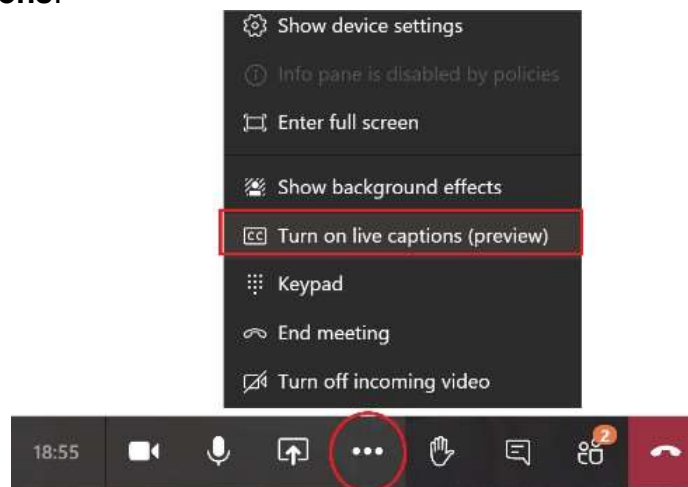 Show device settings
Info pane is disabled by policies
Enter full screen
Show background effects
CC Turn on live captions (preview)
Keypad
End meeting
Turn off incoming video
18:55
2